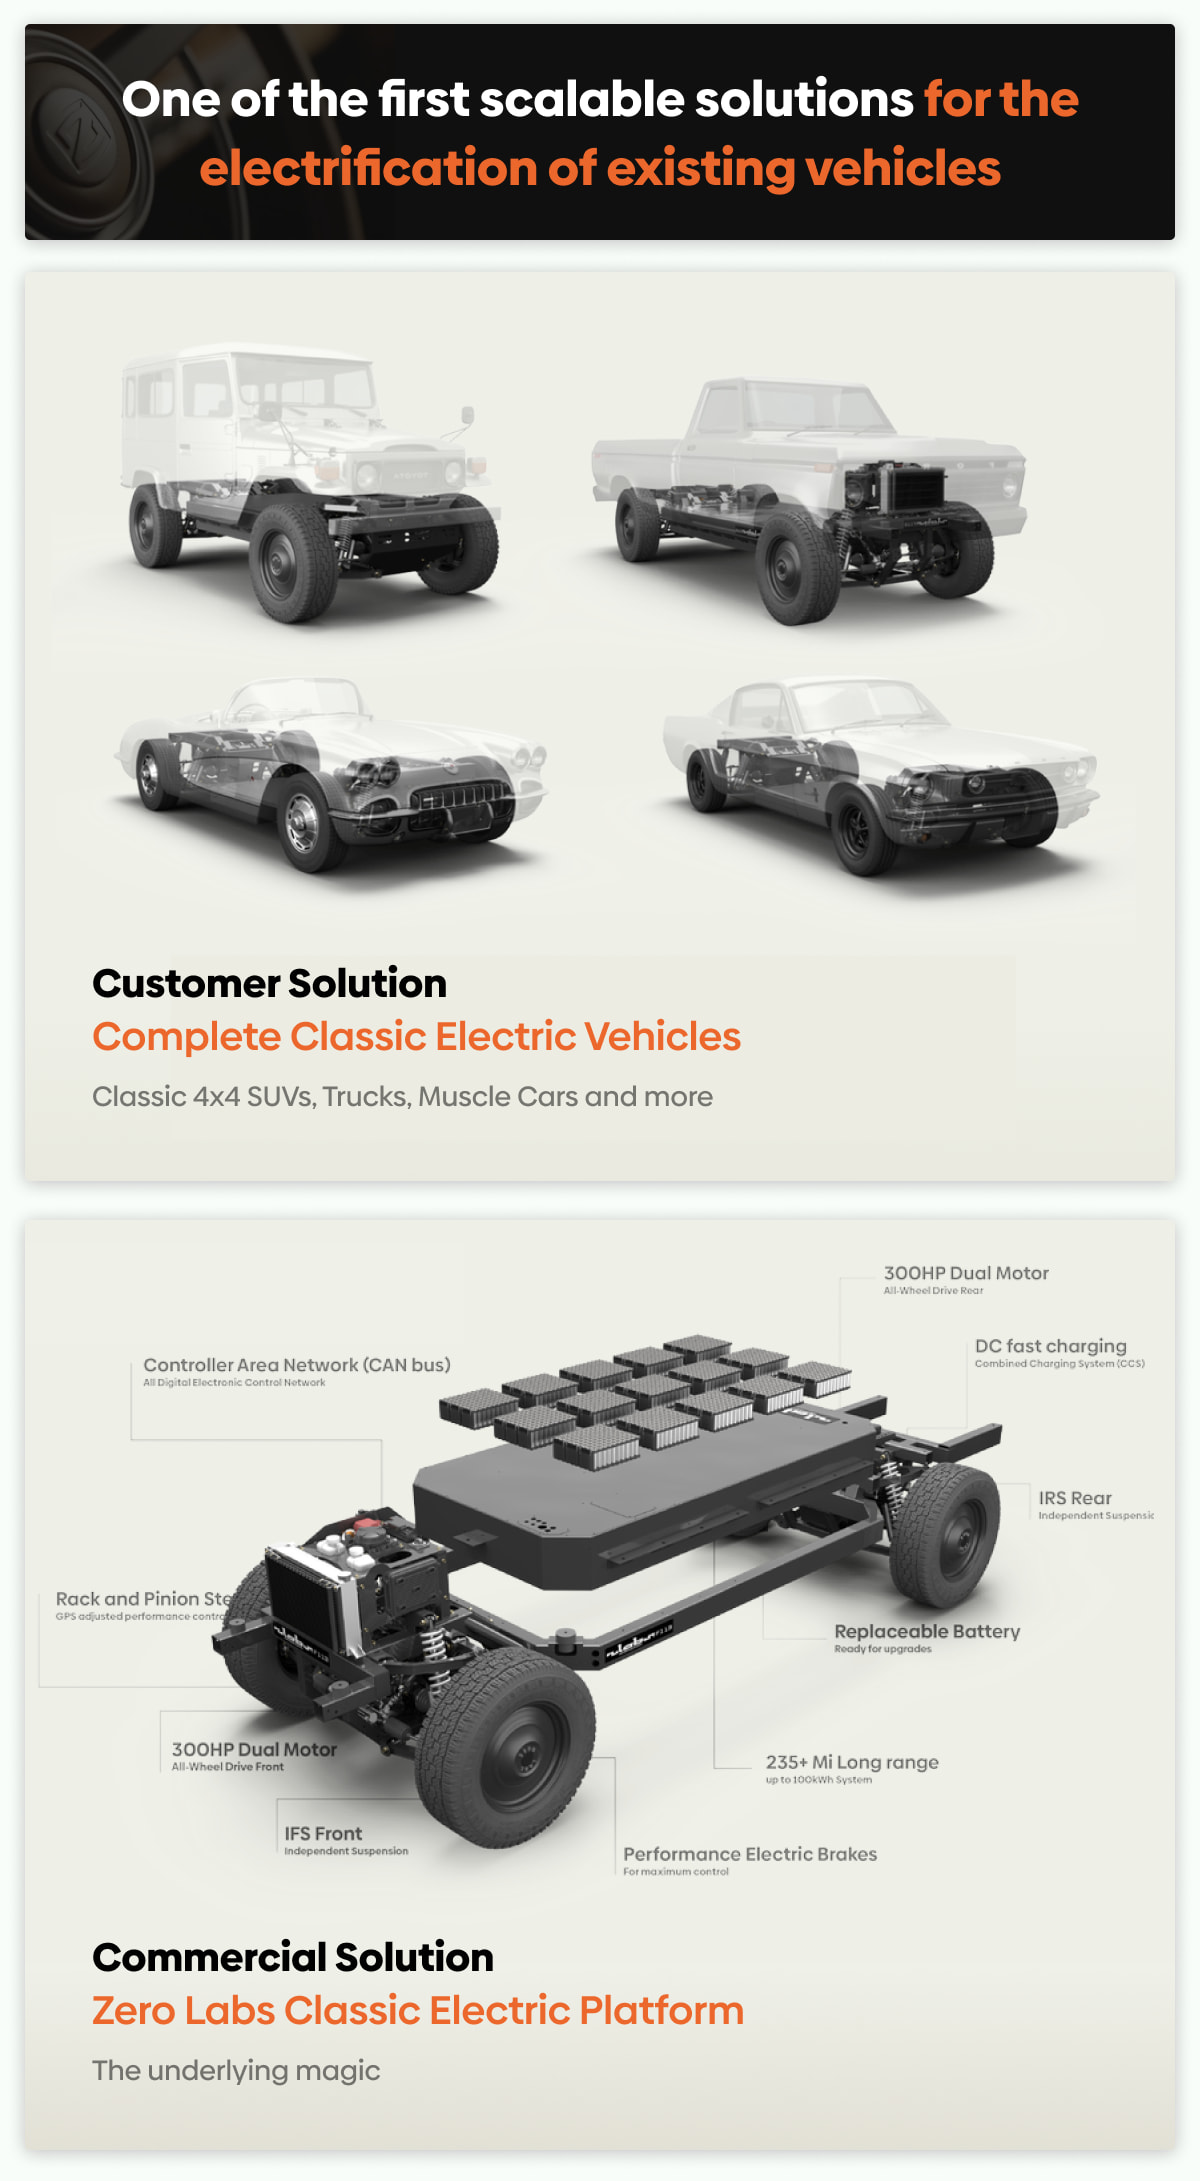 One of the first scalable solutions for the
electrification of existing vehicles
Customer Solution
Complete Classic Electric Vehicles
Classic 4x4 SUVs, Trucks, Muscle Cars and more
300HP Dual Motor
All-Wheel Drive Rear
DC fast charging
Combined Charging System (CCS)
Controller Area Network (CAN bus)
All Digital Electronic Control Network
IRS Rear
Independent Suspensic
Rack and Pinion Ste
GPS adjusted performance contro
Replaceable Battery
Ready for upgrades
300HP Dual Motor
All-Wheel Drive Front
235+ Mi Long range
up to 100kWh System
IFS Front
Independent Suspension
Performance Electric Brakes
For maximum control
Commercial Solution
Zero Labs Classic Electric Platform
The underlying magic